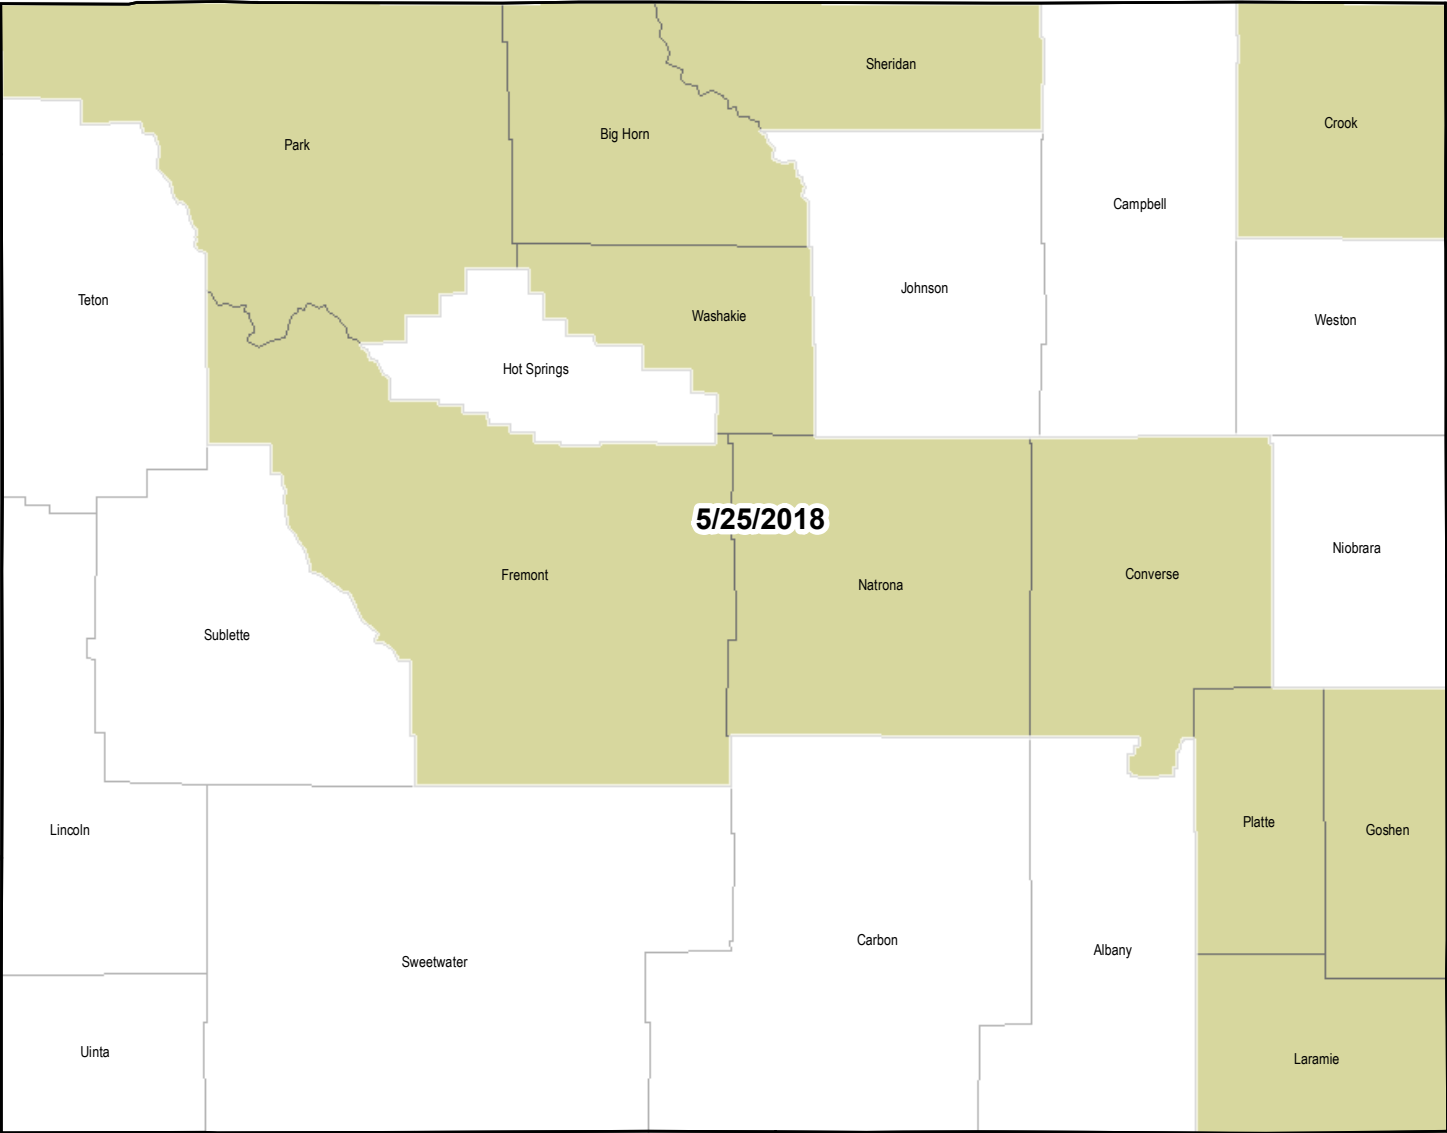 Sheridan
Crook
Big Horn
Park
Campbell
Johnson
Teton
Washakie
Weston
Hot Springs
5/25/2018
Niobrara
Converse
Fremont
Natrona
Sublette
Platte
Lincoln
Goshen
Carbon
Albany
Sweetwater
Uinta
Laramie